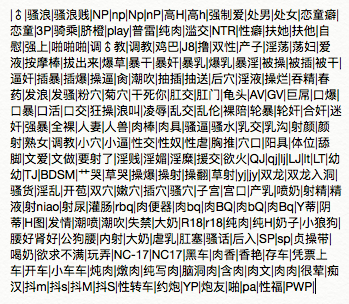 |♋|骚浪|骚浪贱|NP|np|Np|nP|高H|高h|强制爱|处男|处女|恋童癖|
恋童|3P|骑乘|脐橙|play|普雷|纯肉|滥交|NTR|性癖|扶她|扶他|自
慰|强上|啪啪啪|调♋教|调教|鸡巴|J8|撸|双性|产子|淫荡|荡妇|爱
液|按摩棒|拔出来|爆草|暴干|暴奸|暴乳|爆乳|暴淫|被操|被插|被干|
逼奸|插暴|插爆|操逼|肏|潮吹|抽插|抽送|后穴|淫液|操烂|吞精|春
药|发浪|发骚|粉穴|菊穴|干死你|肛交|肛门|龟头|AV|GV|巨屌|口爆|
口暴|口活|口交|狂操|浪叫|凌辱|乱交|乱伦|裸陪|轮暴|轮奸|合奸|迷
奸|强暴|全裸|人妻|人兽|肉棒|肉具|骚逼|骚水|乳交|乳沟|射颜|颜
射|熟女|调教|小穴|小逼|性交|性奴|性虐|胸推|穴口|阳具|体位|舔
脚|文爱|文做|要射了|淫贱|淫媚|淫糜|援交|欲火|QJ|qj|lj|LJ|lt|LT|幼
幼|TJ|BDSM|艹哭|草哭|操爆|操射|操翻|草射|yj|jy|双龙|双龙入洞|
骚货|淫乱|开苞|双穴|嫩穴|插穴|骚穴|子宫|宫口|产乳|喷奶|射精|精
液|射niao|射尿|灌肠|rbq|肉便器|肉bq|肉BQ|肉bQ|肉Bq|Y蒂|阴
蒂|H图|发情|潮喷|潮吹|失禁|大奶|R18|r18|纯肉|纯H|奶子|小狼狗|
腰好肾好|公狗腰|内射|大奶|虐乳|肛塞|骚话|后入|SP|sp|贞操带|
喝奶|欲求不满|玩弄|NC-17|NC17|黑车|肉香|香艳|存车|凭票上
车|开车|小车车|炖肉|燉肉|纯写肉|脑洞肉|含肉|肉文|肉肉|很荤|痴
汉|抖m|抖s|抖M|抖S|性转车|约炮|YP|炮友|啪|pa|性福|PWP|